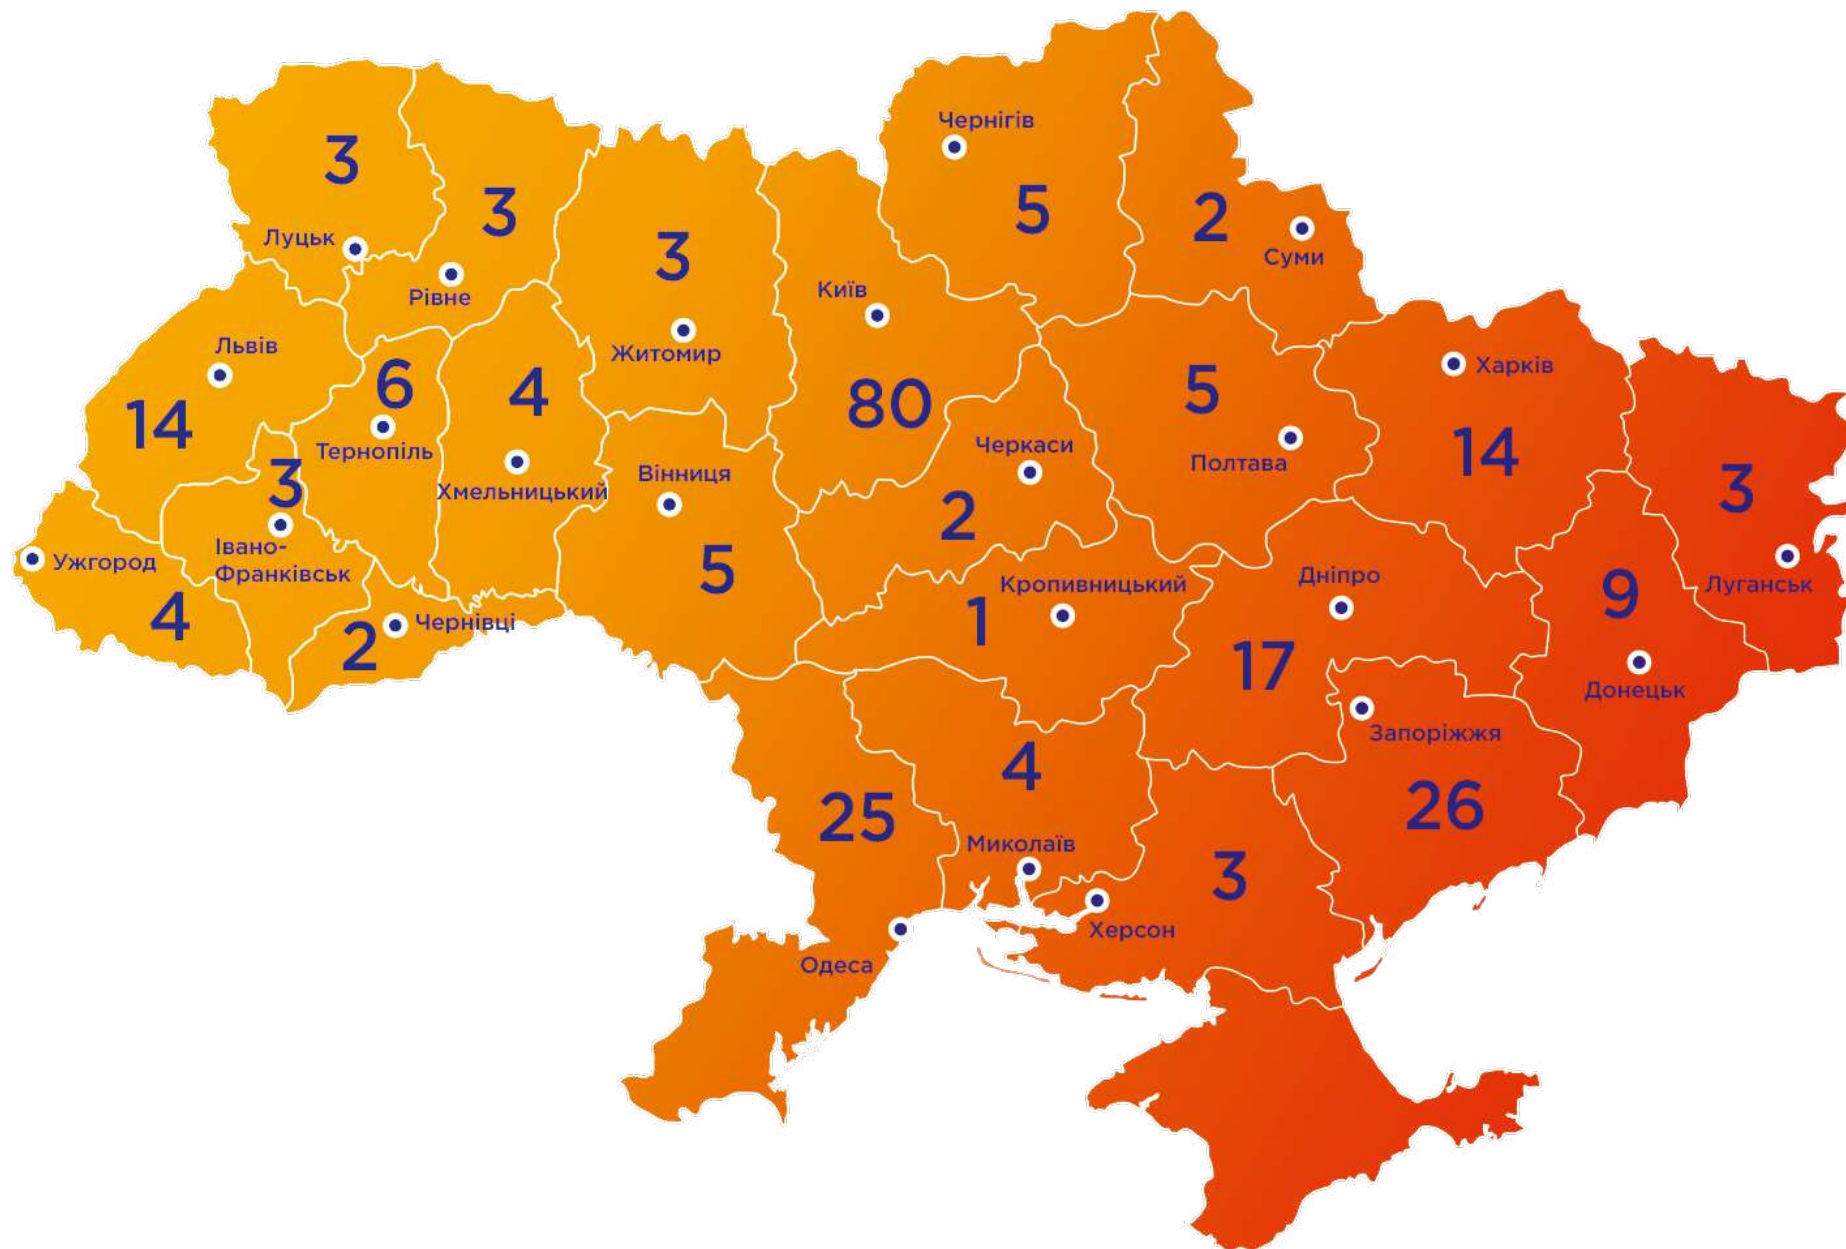 Чернігів
5
2
Суми
3
Луцьк
3
Рівне
3
Житомир
Київ
80
Львів
14
6
Тернопіль
4
Хмельницький
Вінниця
5
Черкаси
2
5
Полтава
Харків
14
3
Луганськ
3
Івано-
Франківськ
Ужгород
4
2
Чернівці
Кропивницький
1
Дніпро
17
9
Донецьк
Запоріжжя
26
25
Одеса
4
Миколаїв
3
Херсон